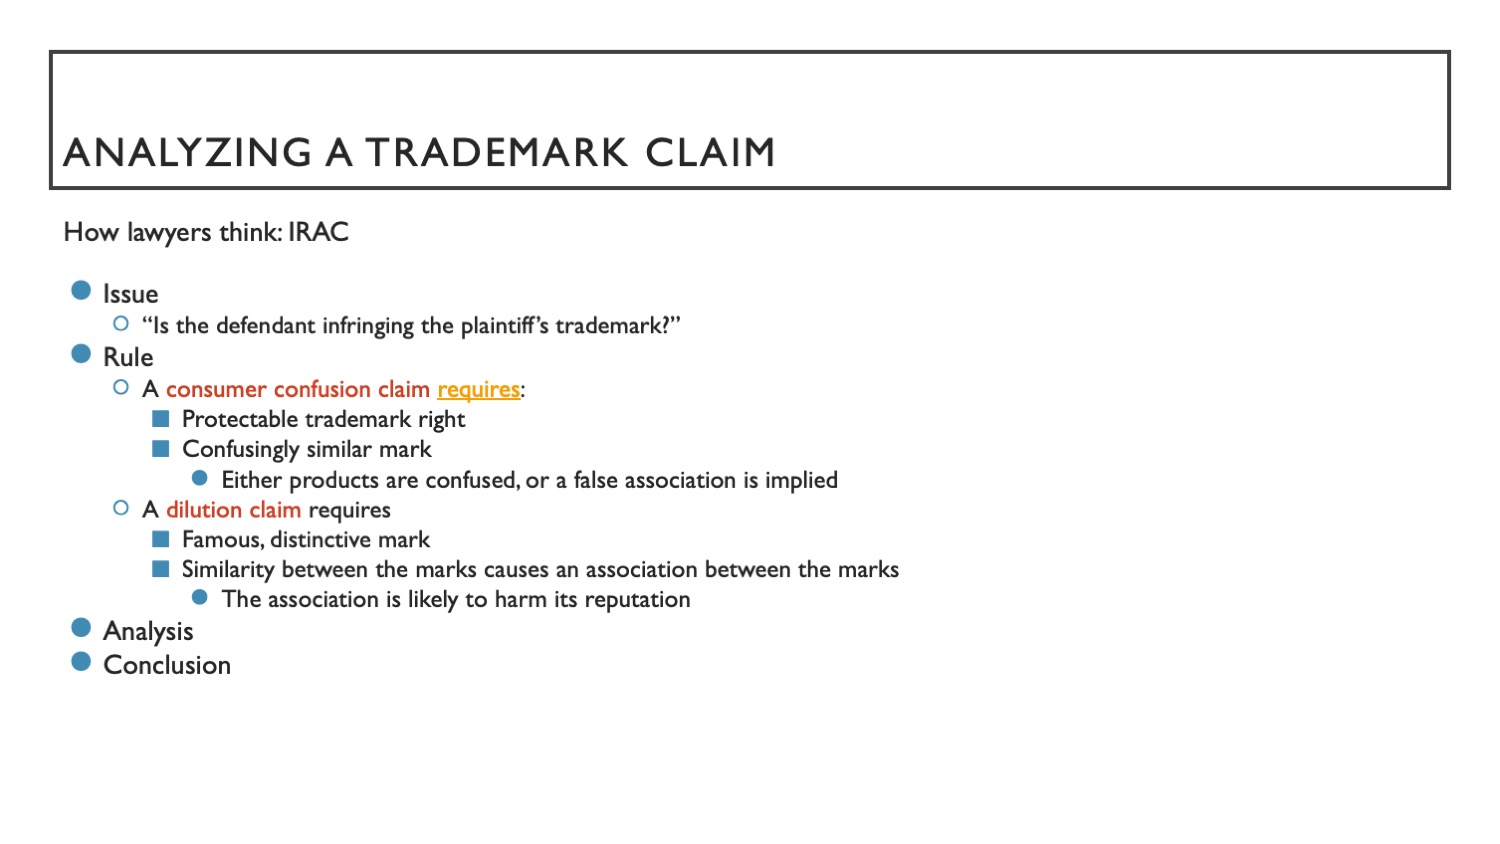 ANALYZING A TRADEMARK CLAIM
How lawyers think: IRAC
Issue
“Is the defendant infringing the plaintiff’s trademark?”
Rule
A consumer confusion claim requires:
Protectable trademark right
Confusingly similar mark
Either products are confused, or a false association is implied
A dilution claim requires
Famous, distinctive mark
Similarity between the marks causes an association between the marks
The association is likely to harm its reputation
Analysis
Conclusion